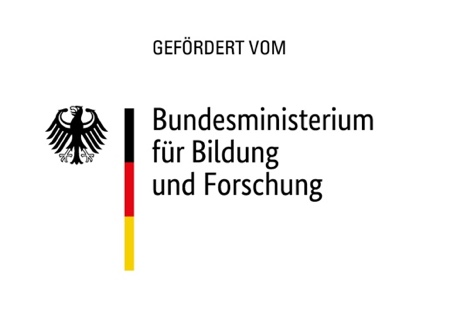 GEFÖRDERT VOM
Bundesministerium
für Bildung
und Forschung